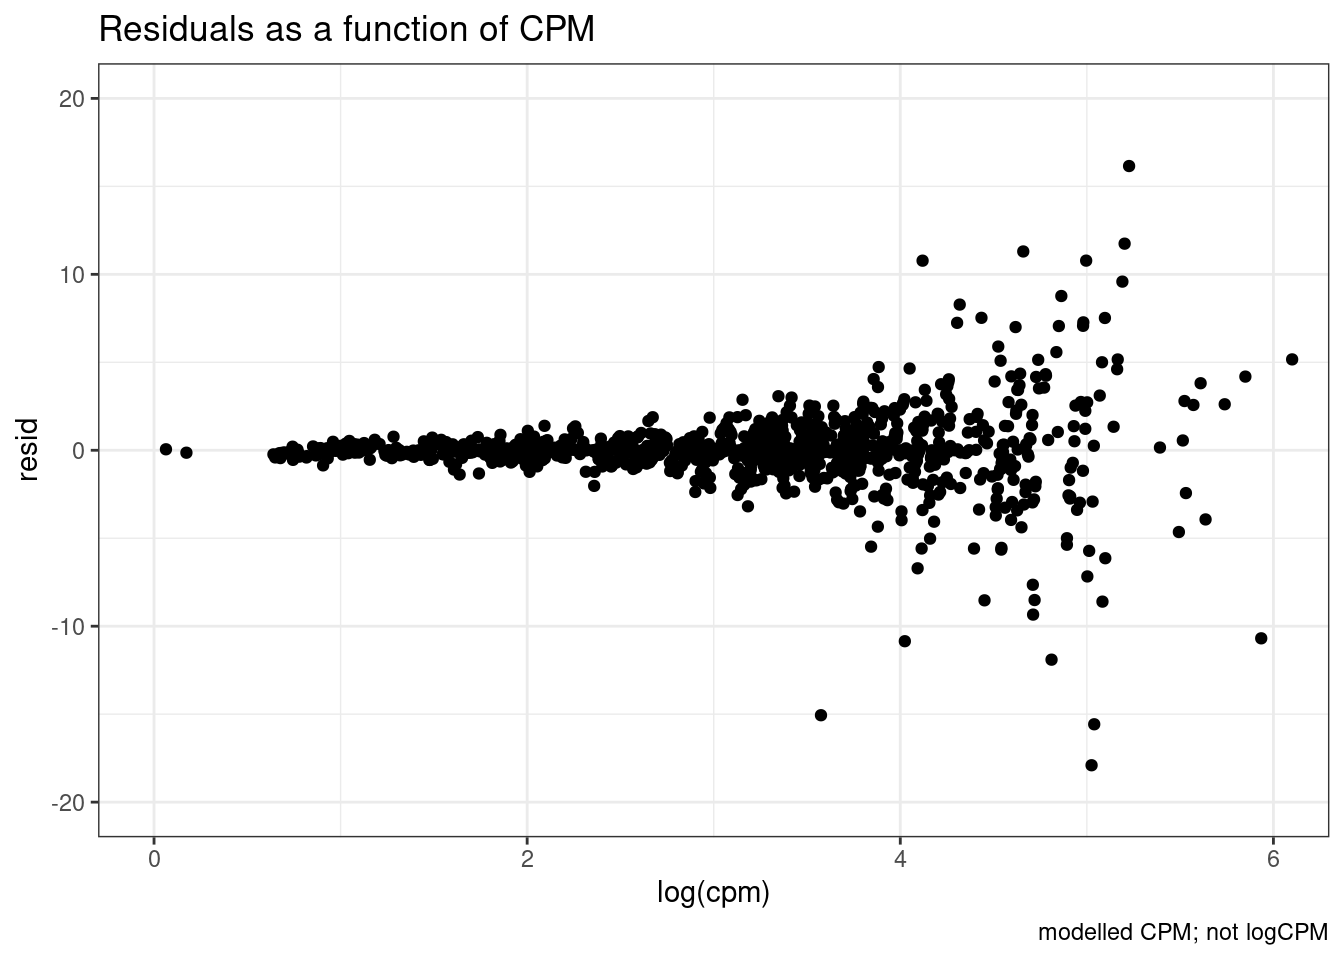 Residuals as a function of CPM
20
10
0
-10
-20
resid
0 2 4 6
log(cpm)
modelled CPM; not logCPM